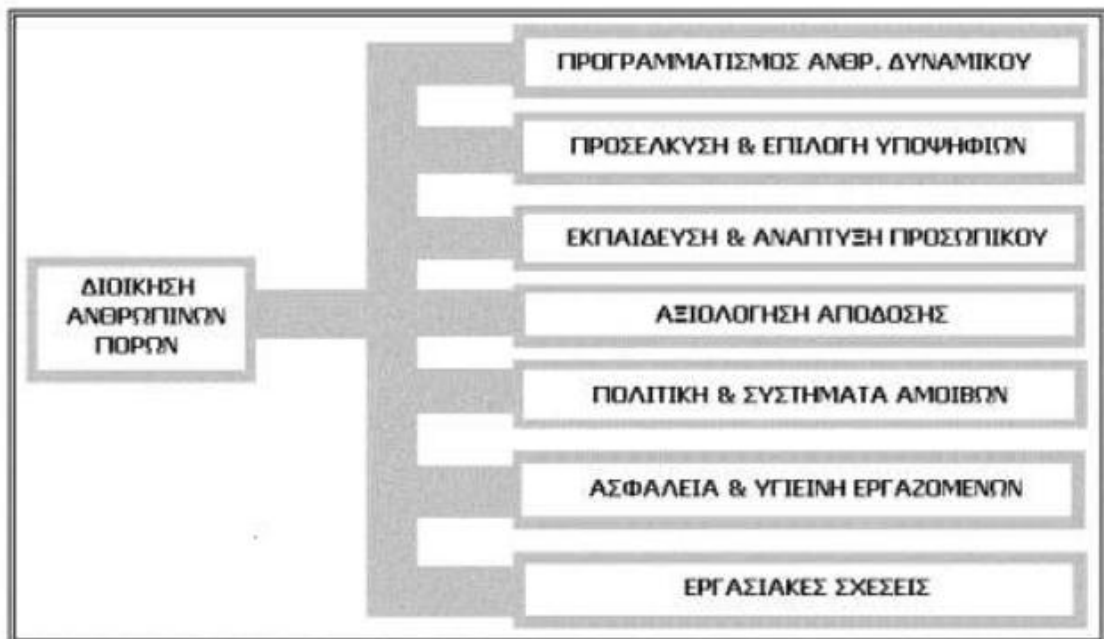 ΔΙΟΙΚΗΣΗ
ΑΝΘΡΩΠΙΝΩΝ
ΠΟΡΩΝ
ΠΡΟΓΡΑΜΜΑΤΙΣΜΟΣ ΑΝΘΡ. ΔΥΝΑΜΙΚΟΥ
ΠΡΟΣΕΛΚΥΣΗ & ΕΠΙΛΟΓΗ ΥΠΟΨΗΦΙΩΝ
ΕΚΠΑΙΔΕΥΣΗ & ΑΝΑΠΤΥΞΗ ΠΡΟΣΩΠΙΚΟΥ
ΑΞΙΟΛΟΓΗΣΗ ΑΠΟΔΟΣΗΣ
ΠΟΛΙΤΙΚΗ & ΣΥΣΤΗΜΑΤΑ ΑΜΟΙΒΩΝ
ΑΣΦΑΛΕΙΑ & ΥΓΙΕΙΝΗ ΕΡΓΑΖΟΜΕΝΩΝ
ΕΡΓΑΣΙΑΚΕΣ ΣΧΕΣΕΙΣ